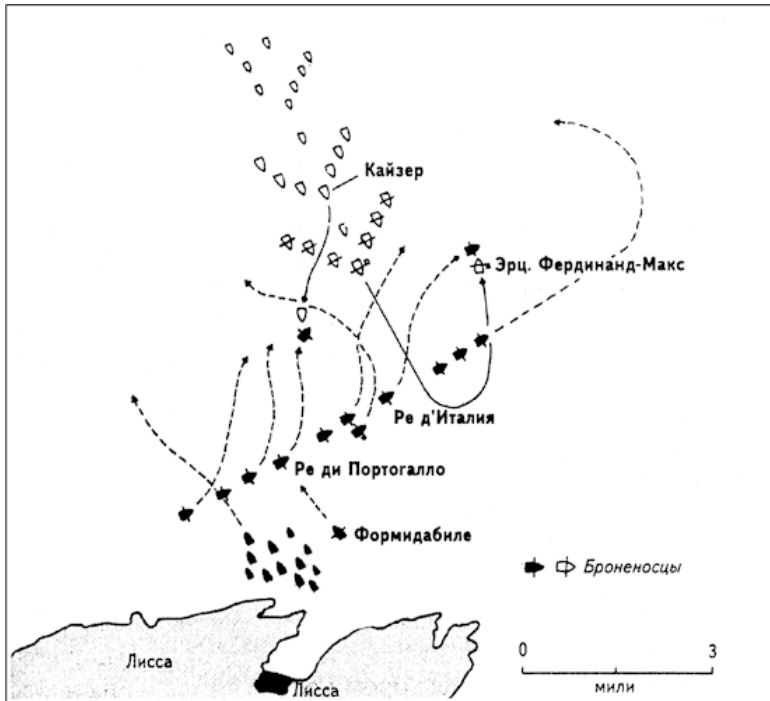 Кайзер
Эрц. Фердинанд-Макс
Ре д'Италия
Ре ди Портогалло
Формидабиле
Броненосцы
Лисса
Лисса
0 3
мили